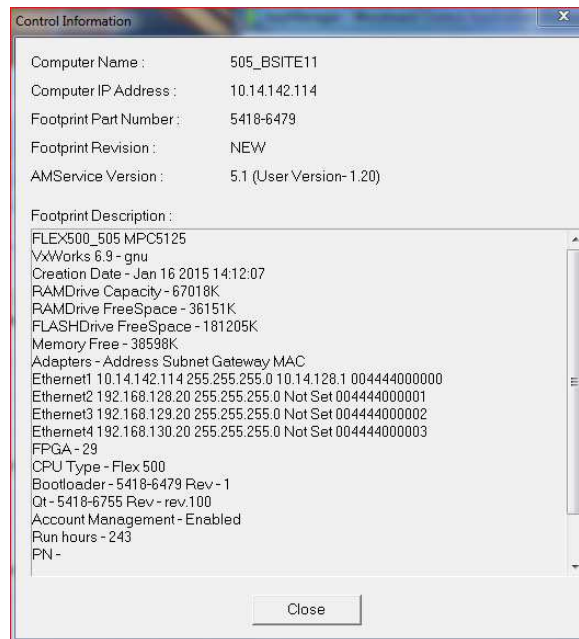 Control Information
Computer Name : 505_BSITE11
Computer IP Address : 10.14.142.114
Footprint Part Number : 5418-6479
Footprint Revision : NEW
AMService Version : 5.1 (User Version- 1.20)
Footprint Description :
FLEX500_505 MPC5125
VxWorks 6.9 - gnu
Creation Date - Jan 16 2015 14:12:07
RAMDrive Capacity - 67018K
RAMDrive FreeSpace - 36151K
FLASHDrive FreeSpace - 181205K
Memory Free - 38598K
Adapters - Address Subnet Gateway MAC
Ethernet1 10.14.142.114 255.255.255.0 10.14.128.1 004444000000
Ethernet2 192.168.128.20 255.255.255.0 Not Set 004444000001
Ethernet3 192.168.129.20 255.255.255.0 Not Set 004444000002
Ethernet4 192.168.130.20 255.255.255.0 Not Set 004444000003
FPGA - 29
CPU Type - Flex 500
Bootloader - 5418-6479 Rev - 1
Qt - 5418-6755 Rev - rev.100
Account Management - Enabled
Run hours - 243
PN -
Close